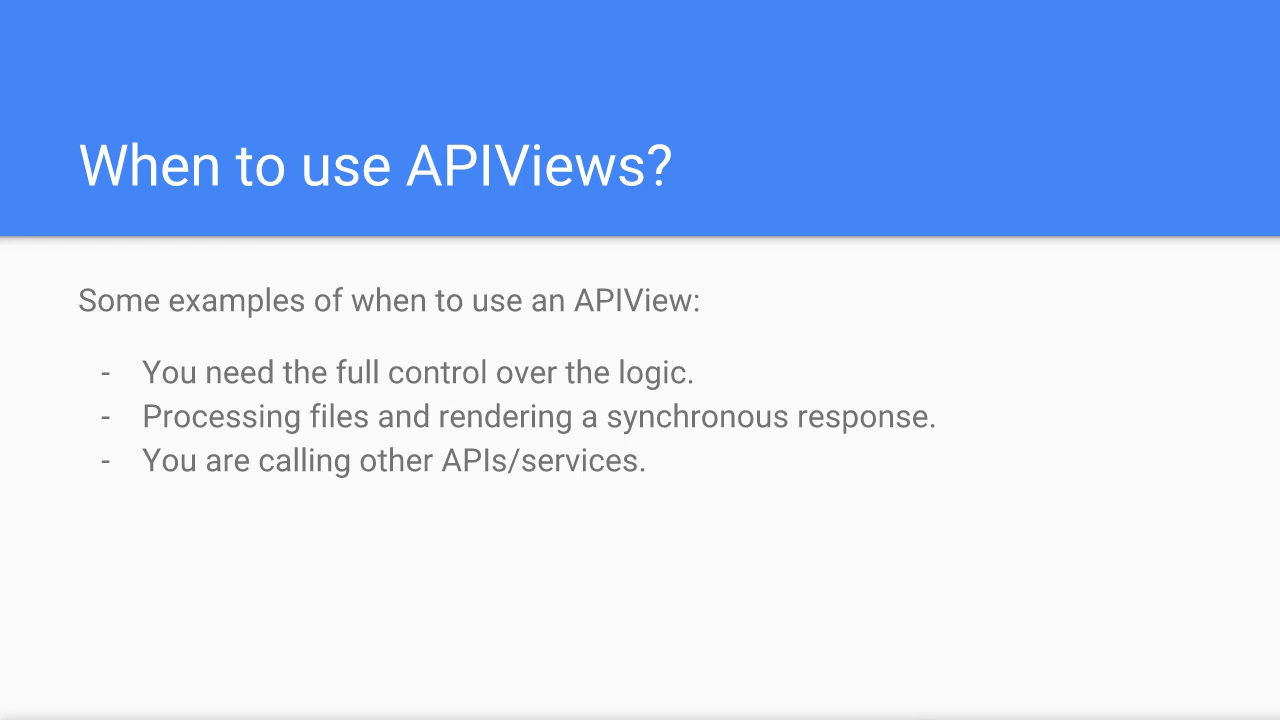 When to use APIViews?
Some examples of when to use an APIView:
- You need the full control over the logic.
- Processing files and rendering a synchronous response.
- You are calling other APIs/services.